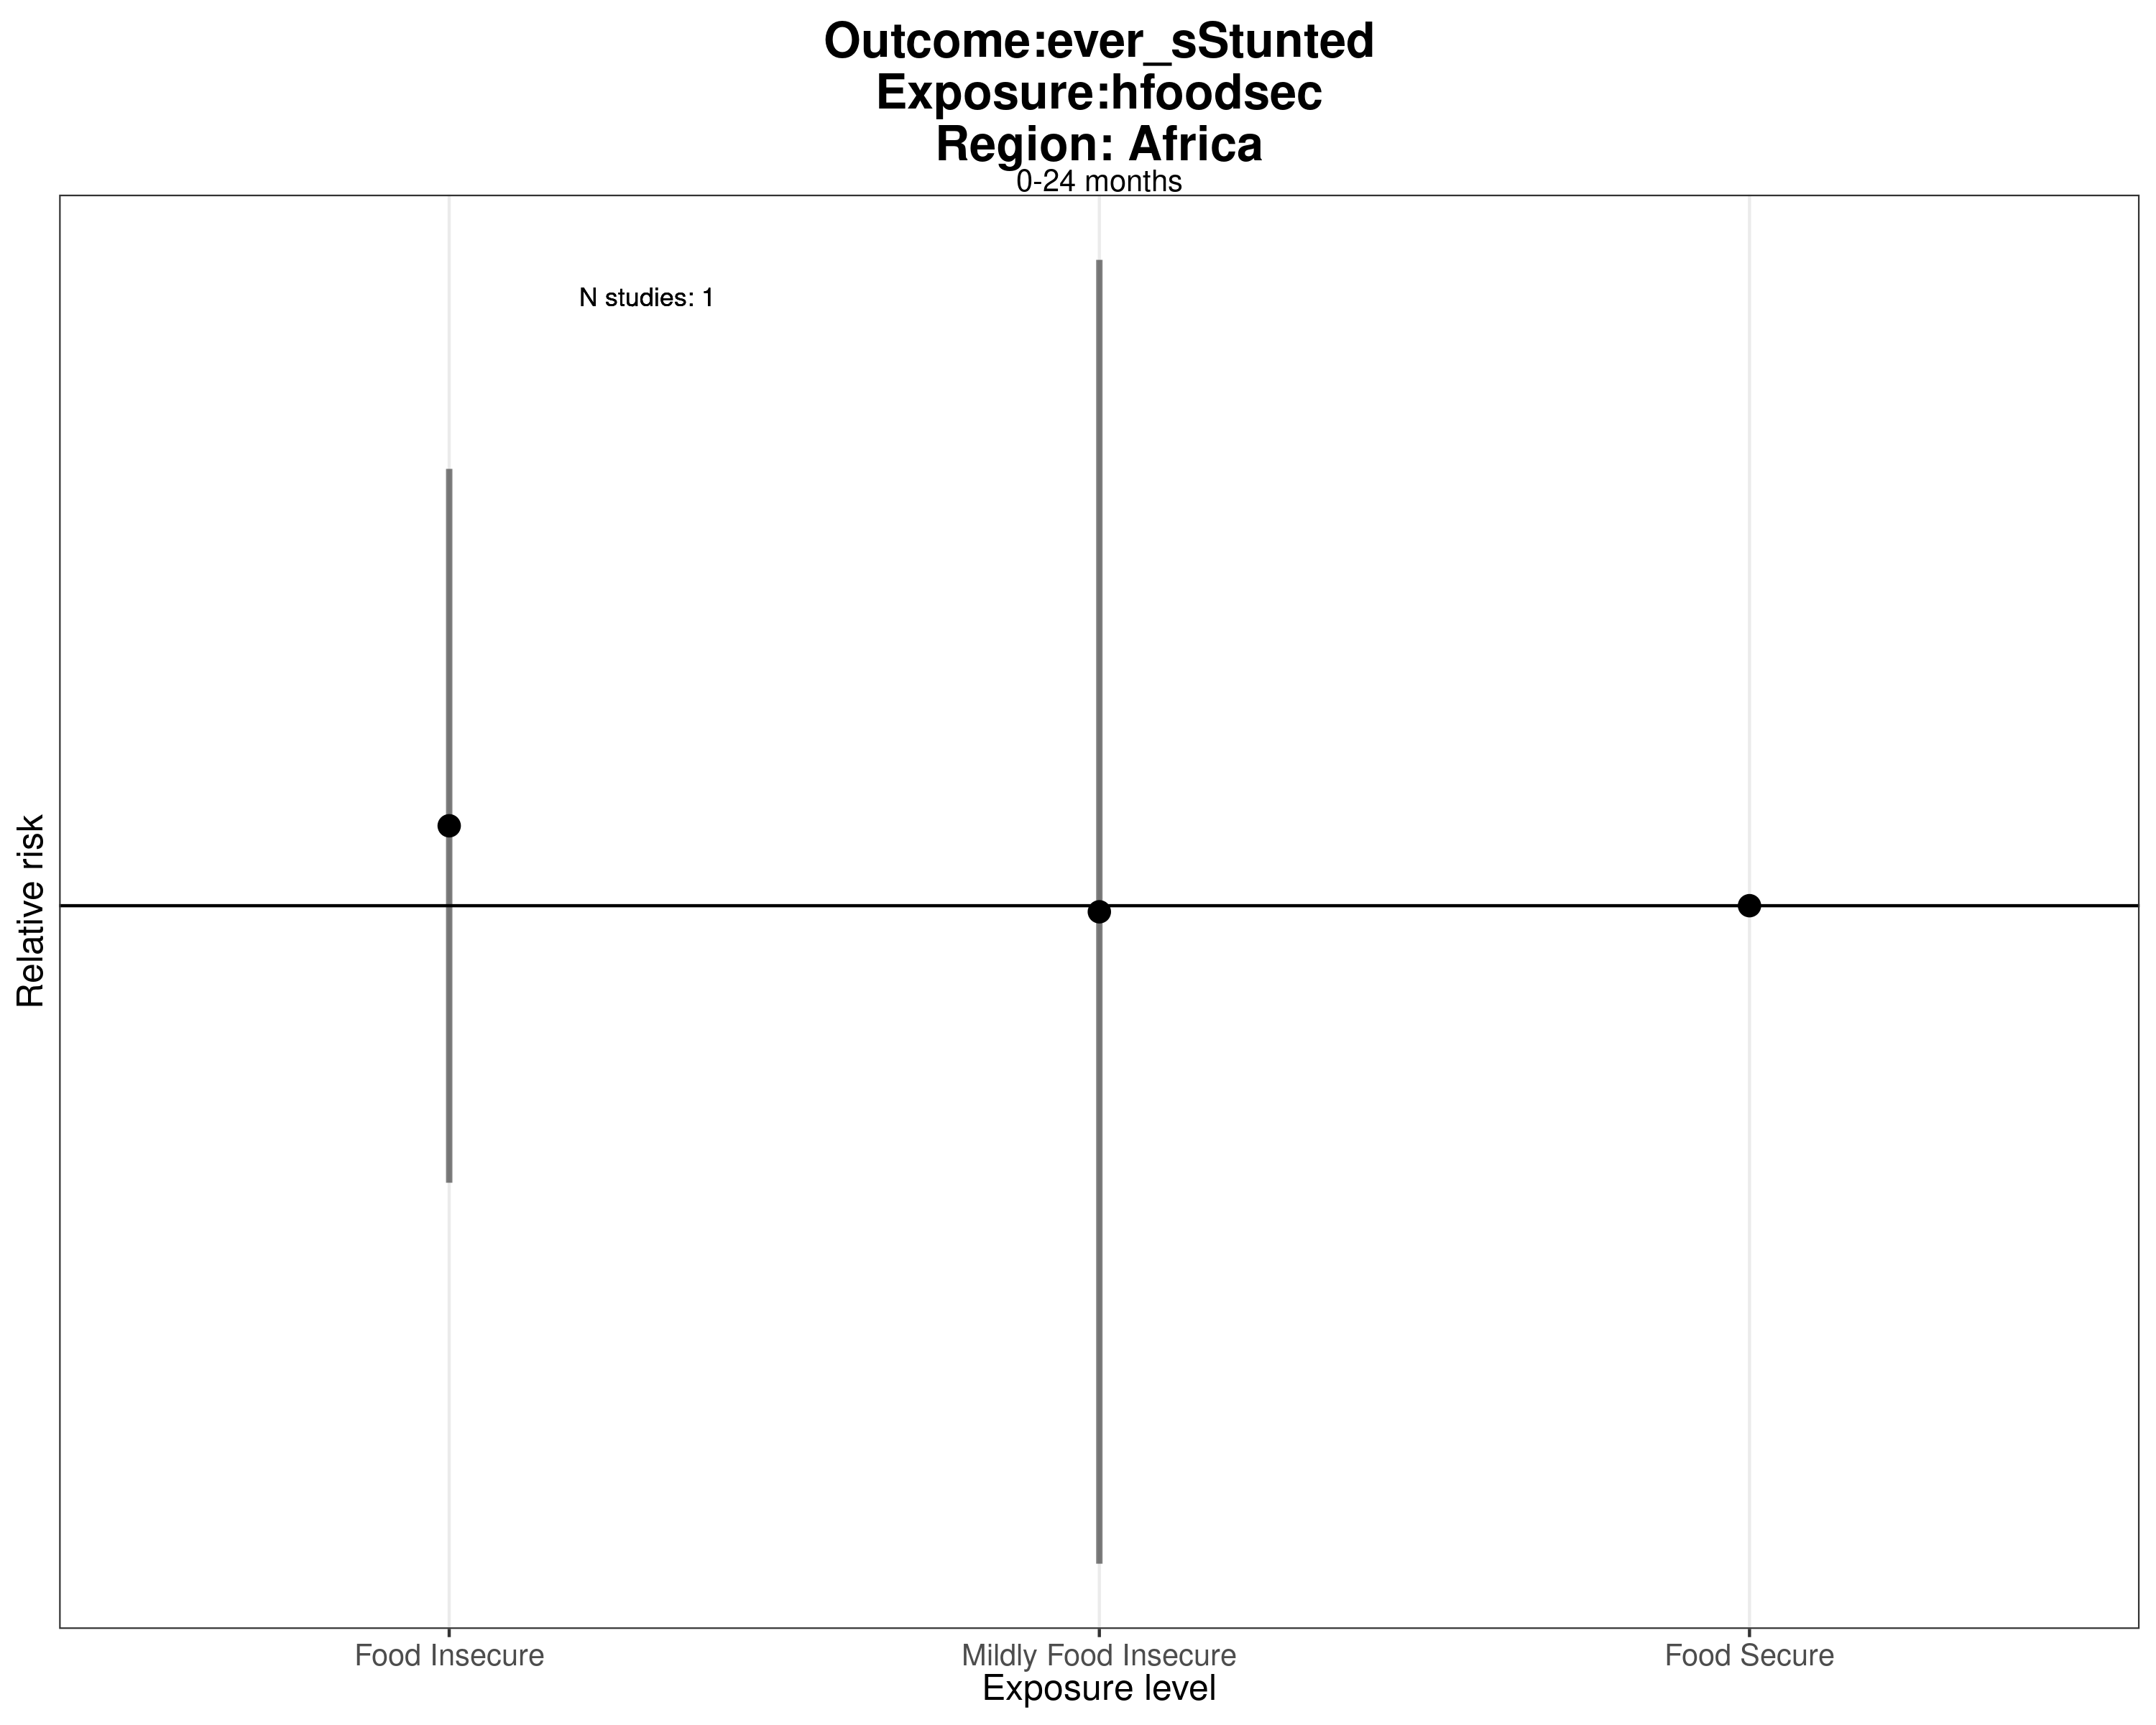 Outcome:ever_sStunted
Exposure:hfoodsec
Region: Africa
0-24 months
N studies: 1
Relative risk
Food Insecure
Mildly Food Insecure
Food Secure
Exposure level